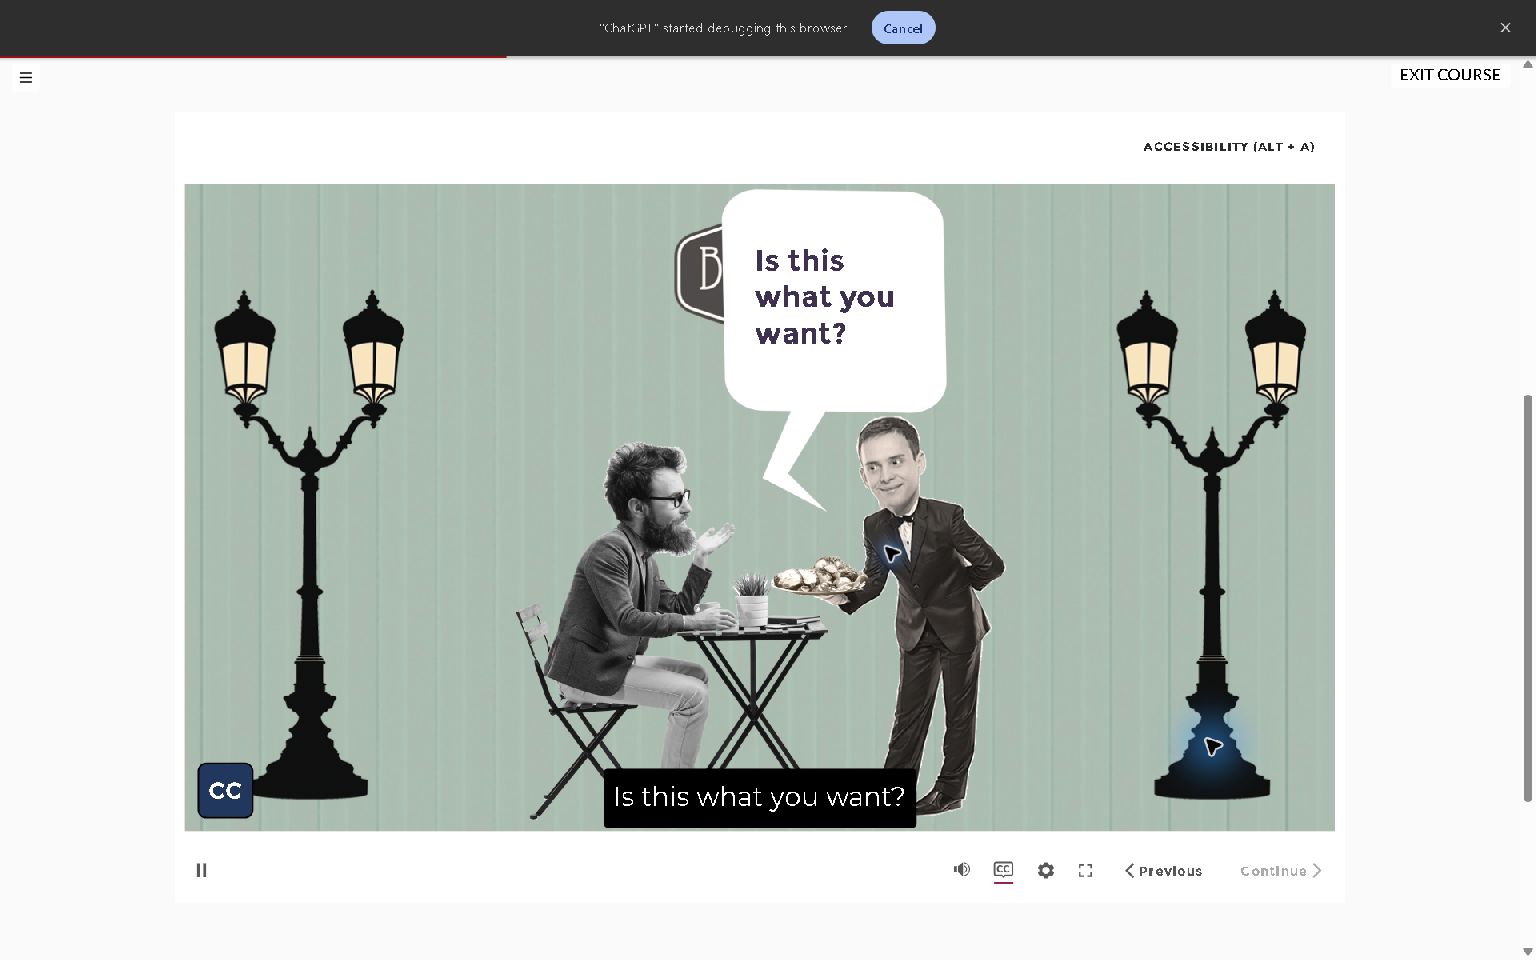 "ChatGPT" started debugging this browser
Cancel
EXIT COURSE
ACCESSIBILITY (ALT + A)
B
Is this
what you
want?
CC
Is this what you want?
CC
Previous
Continue